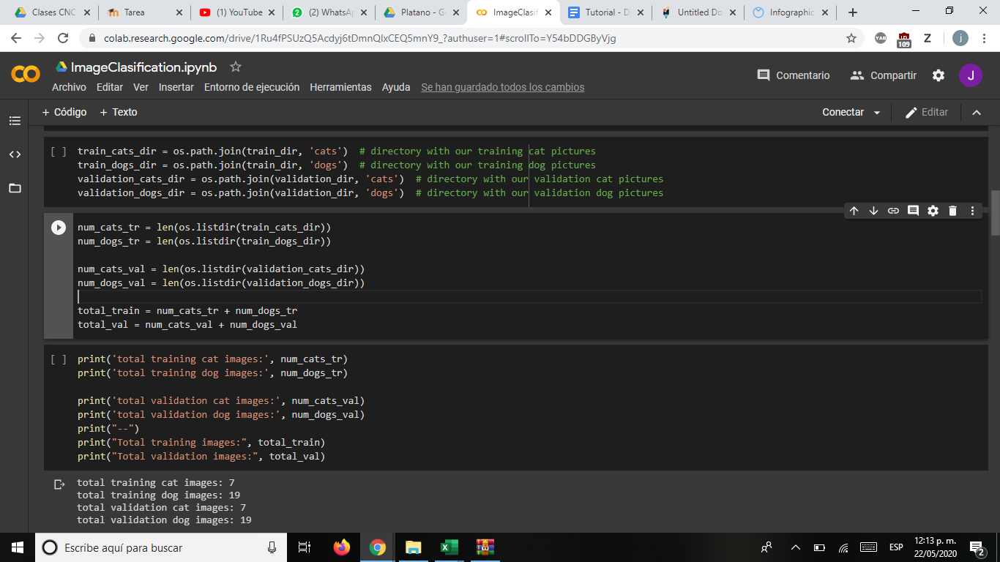 Clases CNC
Tarea
(1) YouTube
(2) WhatsA
Platano - G
ImageClasif
Tutorial - D
Untitled Do
Infographic
colab.research.google.com/drive/1Ru4fPSUzQ5Acdyj6tDmnQIxCEQ5mnY9_?authuser=1#scrollTo=Y54bDDGByVjg
YAB
109
Z
j
ImageClasification.ipynb
Comentario
Compartir
J
Archivo Editar Ver Insertar Entorno de ejecución Herramientas Ayuda Se han guardado todos los cambios
+ Código + Texto
Conectar
Editar
[ ] train_cats_dir = os.path.join(train_dir, 'cats')  # directory with our training cat pictures
train_dogs_dir = os.path.join(train_dir, 'dogs')  # directory with our training dog pictures
validation_cats_dir = os.path.join(validation_dir, 'cats')  # directory with our validation cat pictures
validation_dogs_dir = os.path.join(validation_dir, 'dogs')  # directory with our validation dog pictures
num_cats_tr = len(os.listdir(train_cats_dir))
num_dogs_tr = len(os.listdir(train_dogs_dir))
num_cats_val = len(os.listdir(validation_cats_dir))
num_dogs_val = len(os.listdir(validation_dogs_dir))
total_train = num_cats_tr + num_dogs_tr
total_val = num_cats_val + num_dogs_val
[ ] print('total training cat images:', num_cats_tr)
print('total training dog images:', num_dogs_tr)
print('total validation cat images:', num_cats_val)
print('total validation dog images:', num_dogs_val)
print("--")
print("Total training images:", total_train)
print("Total validation images:", total_val)
total training cat images: 7
total training dog images: 19
total validation cat images: 7
total validation dog images: 19
Escribe aquí para buscar
ESP
12:13 p. m.
22/05/2020
2